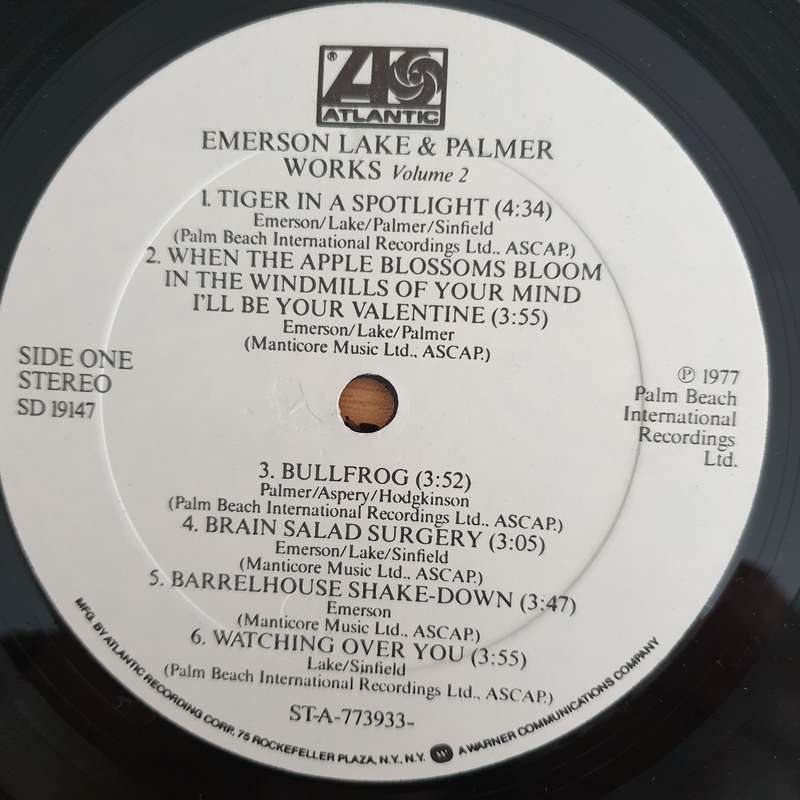 ®
ATLANTIC
EMERSON LAKE & PALMER
WORKS Volume 2
1. TIGER IN A SPOTLIGHT (4:34)
Emerson/Lake/Palmer/Sinfield
(Palm Beach International Recordings Ltd., ASCAP.)
2. WHEN THE APPLE BLOSSOMS BLOOM
IN THE WINDMILLS OF YOUR MIND
I'LL BE YOUR VALENTINE (3:55)
Emerson/Lake/Palmer
(Manticore Music Ltd., ASCAP.)
SIDE ONE
STEREO
SD 19147
℗ 1977
Palm Beach
International
Recordings
Ltd.
3. BULLFROG (3:52)
Palmer/Aspery/Hodgkinson
(Palm Beach International Recordings Ltd., ASCAP.)
4. BRAIN SALAD SURGERY (3:05)
Emerson/Lake/Sinfield
(Manticore Music Ltd., ASCAP.)
5. BARRELHOUSE SHAKE-DOWN (3:47)
Emerson
(Manticore Music Ltd., ASCAP.)
6. WATCHING OVER YOU (3:55)
Lake/Sinfield
(Palm Beach International Recordings Ltd., ASCAP.)
ST-A-773933-
MFG. BY ATLANTIC RECORDING CORP. 75 ROCKEFELLER PLAZA, N.Y., N.Y. A WARNER COMMUNICATIONS COMPANY